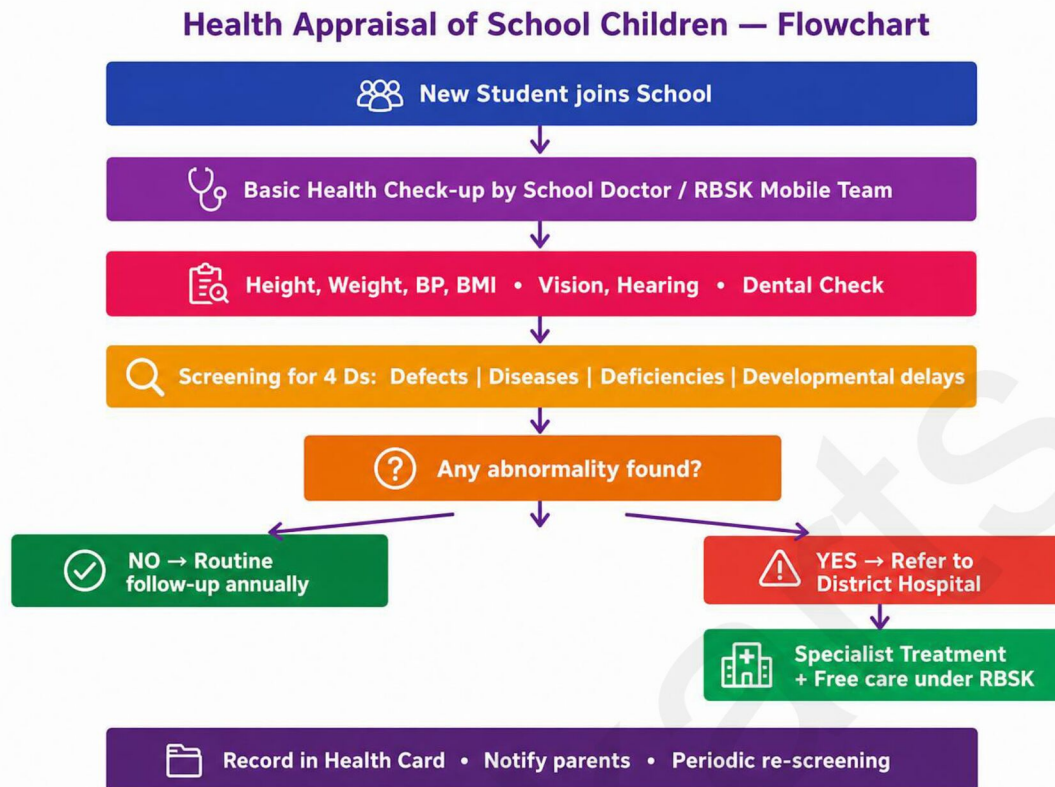 Health Appraisal of School Children — Flowchart
New Student joins School
Basic Health Check-up by School Doctor / RBSK Mobile Team
Height, Weight, BP, BMI • Vision, Hearing • Dental Check
Screening for 4 Ds: Defects | Diseases | Deficiencies | Developmental delays
Any abnormality found?
NO → Routine
follow-up annually
YES → Refer to
District Hospital
Specialist Treatment
+ Free care under RBSK
Record in Health Card • Notify parents • Periodic re-screening